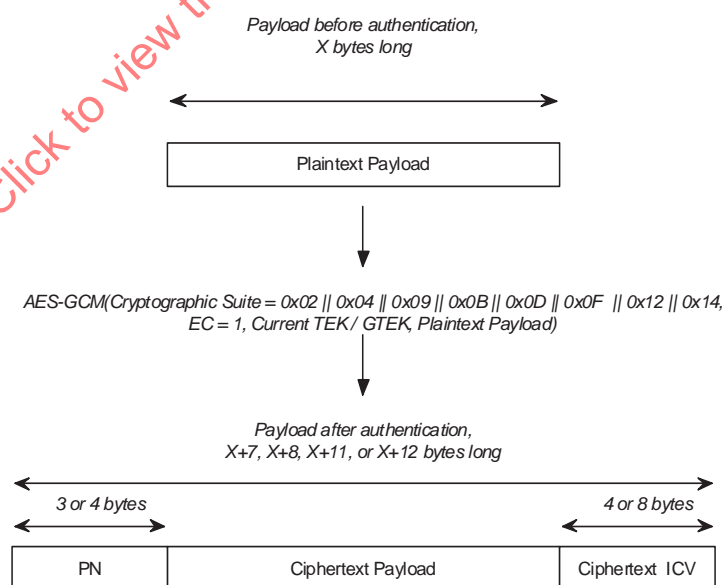 Click to view th
Payload before authentication,
X bytes long
Plaintext Payload
AES-GCM(Cryptographic Suite = 0x02 || 0x04 || 0x09 || 0x0B || 0x0D || 0x0F || 0x12 || 0x14,
EC = 1, Current TEK / GTEK, Plaintext Payload)
Payload after authentication,
X+7, X+8, X+11, or X+12 bytes long
3 or 4 bytes
4 or 8 bytes
PN
Ciphertext Payload
Ciphertext ICV